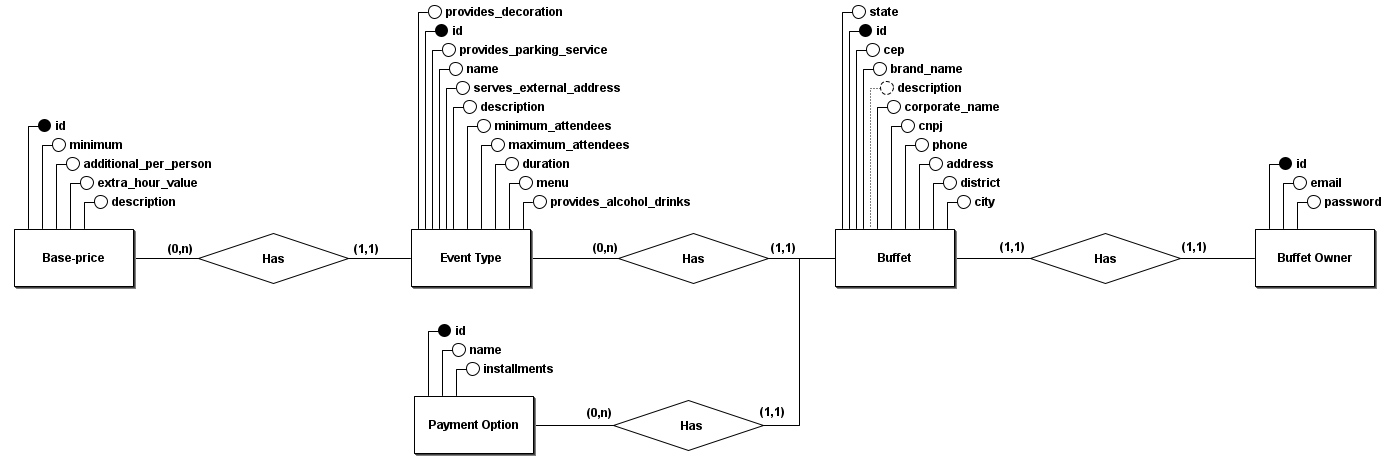 provides_decoration
id
provides_parking_service
name
serves_external_address
description
minimum_attendees
maximum_attendees
duration
menu
provides_alcohol_drinks
state
id
cep
brand_name
description
corporate_name
cnpj
phone
address
district
city
id
minimum
additional_per_person
extra_hour_value
description
id
email
password
Base-price
(0,n)
Has
(1,1)
Event Type
(0,n)
Has
(1,1)
Buffet
(1,1)
Has
(1,1)
Buffet Owner
id
name
installments
Payment Option
(0,n)
Has
(1,1)